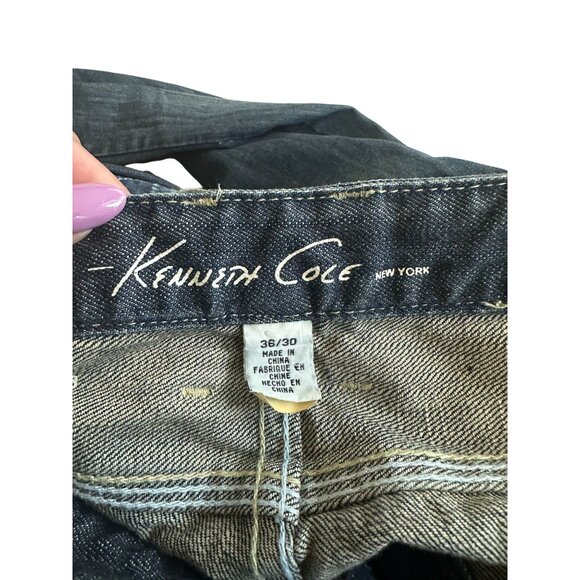 -Kenneth Cole NEW YORK
36/30
MADE IN
CHINA
FABRIQUE EN
CHINE
HECHO EN
CHINA